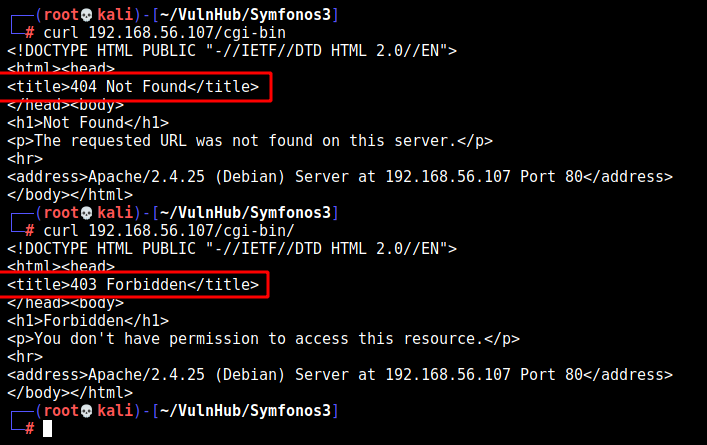 (root💀kali)-[~/VulnHub/Symfonos3]
# curl 192.168.56.107/cgi-bin
<!DOCTYPE HTML PUBLIC "-//IETF//DTD HTML 2.0//EN">
<html><head>
<title>404 Not Found</title>
</head><body>
<h1>Not Found</h1>
<p>The requested URL was not found on this server.</p>
<hr>
<address>Apache/2.4.25 (Debian) Server at 192.168.56.107 Port 80</address>
</body></html>
(root💀kali)-[~/VulnHub/Symfonos3]
# curl 192.168.56.107/cgi-bin/
<!DOCTYPE HTML PUBLIC "-//IETF//DTD HTML 2.0//EN">
<html><head>
<title>403 Forbidden</title>
</head><body>
<h1>Forbidden</h1>
<p>You don't have permission to access this resource.</p>
<hr>
<address>Apache/2.4.25 (Debian) Server at 192.168.56.107 Port 80</address>
</body></html>
(root💀kali)-[~/VulnHub/Symfonos3]
#